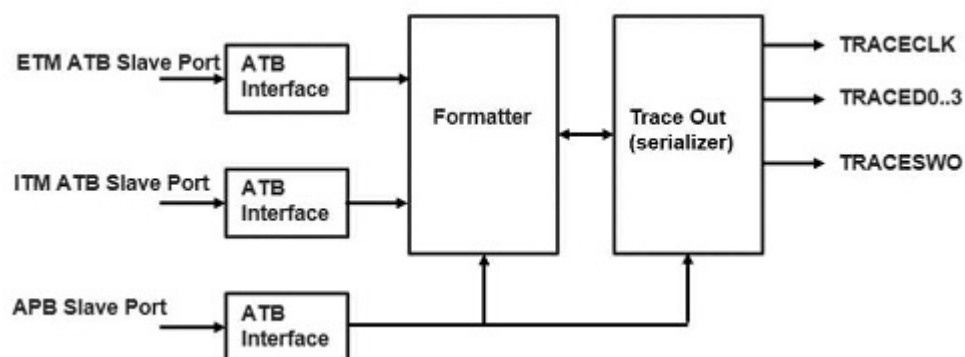 ETM ATB Slave Port
ATB
Interface
Formatter
Trace Out
(serializer)
TRACECLK
TRACED0..3
TRACESWO
ITM ATB Slave Port
ATB
Interface
APB Slave Port
ATB
Interface